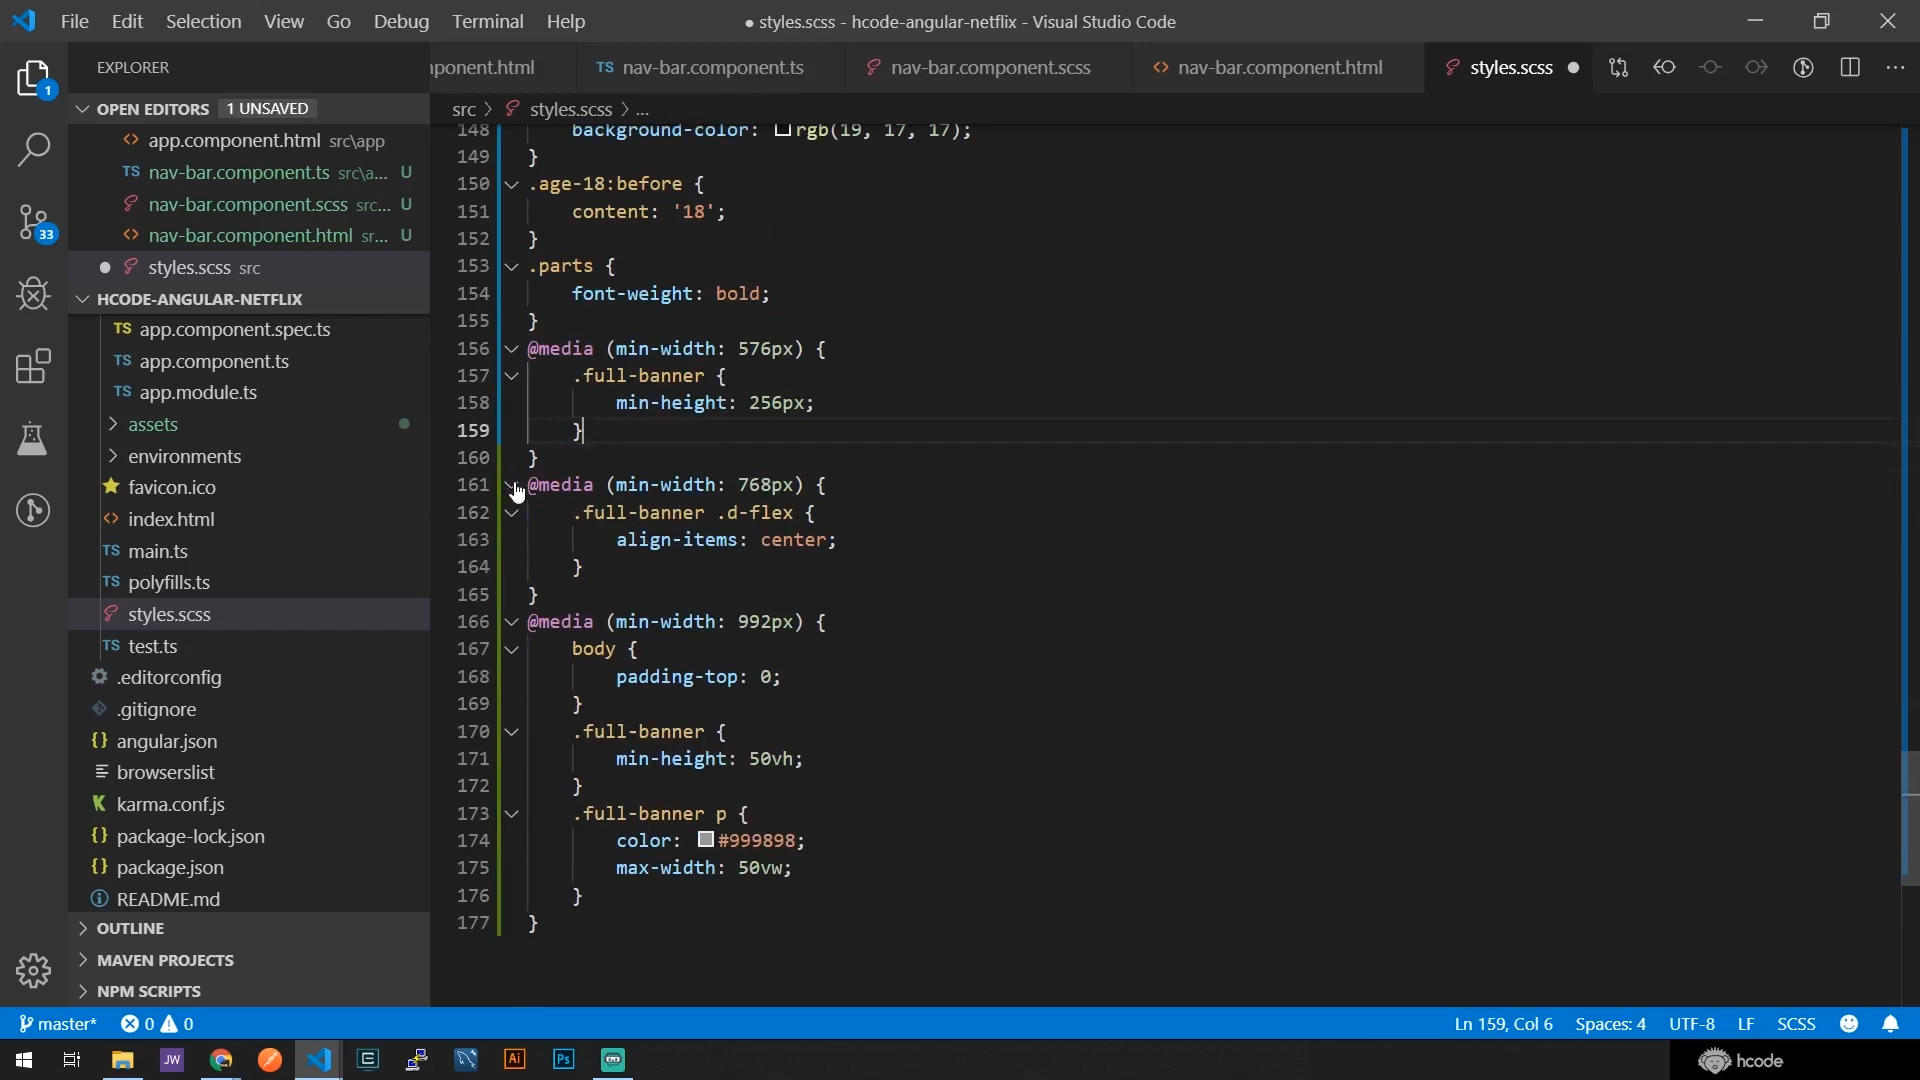 File Edit Selection View Go Debug Terminal Help
● styles.scss - hcode-angular-netflix - Visual Studio Code
EXPLORER
ponent.html
TS nav-bar.component.ts
nav-bar.component.scss
<> nav-bar.component.html
styles.scss ●
OPEN EDITORS 1 UNSAVED
src > styles.scss > ...
<> app.component.html src\app
TS nav-bar.component.ts src\a... U
nav-bar.component.scss src... U
<> nav-bar.component.html sr... U
● styles.scss src
HCODE-ANGULAR-NETFLIX
TS app.component.spec.ts
TS app.component.ts
TS app.module.ts
> assets
> environments
favicon.ico
<> index.html
TS main.ts
TS polyfills.ts
styles.scss
TS test.ts
.editorconfig
.gitignore
{} angular.json
browserslist
K karma.conf.js
{} package-lock.json
{} package.json
README.md
> OUTLINE
> MAVEN PROJECTS
> NPM SCRIPTS
1
33
148 background-color: rgb(19, 17, 17);
149 }
150 .age-18:before {
151 content: '18';
152 }
153 .parts {
154 font-weight: bold;
155 }
156 @media (min-width: 576px) {
157 .full-banner {
158 min-height: 256px;
159 }
160 }
161 @media (min-width: 768px) {
162 .full-banner .d-flex {
163 align-items: center;
164 }
165 }
166 @media (min-width: 992px) {
167 body {
168 padding-top: 0;
169 }
170 .full-banner {
171 min-height: 50vh;
172 }
173 .full-banner p {
174 color: #999898;
175 max-width: 50vw;
176 }
177 }
master* 0 0
Ln 159, Col 6 Spaces: 4 UTF-8 LF SCSS
JW
Ai
Ps
hcode